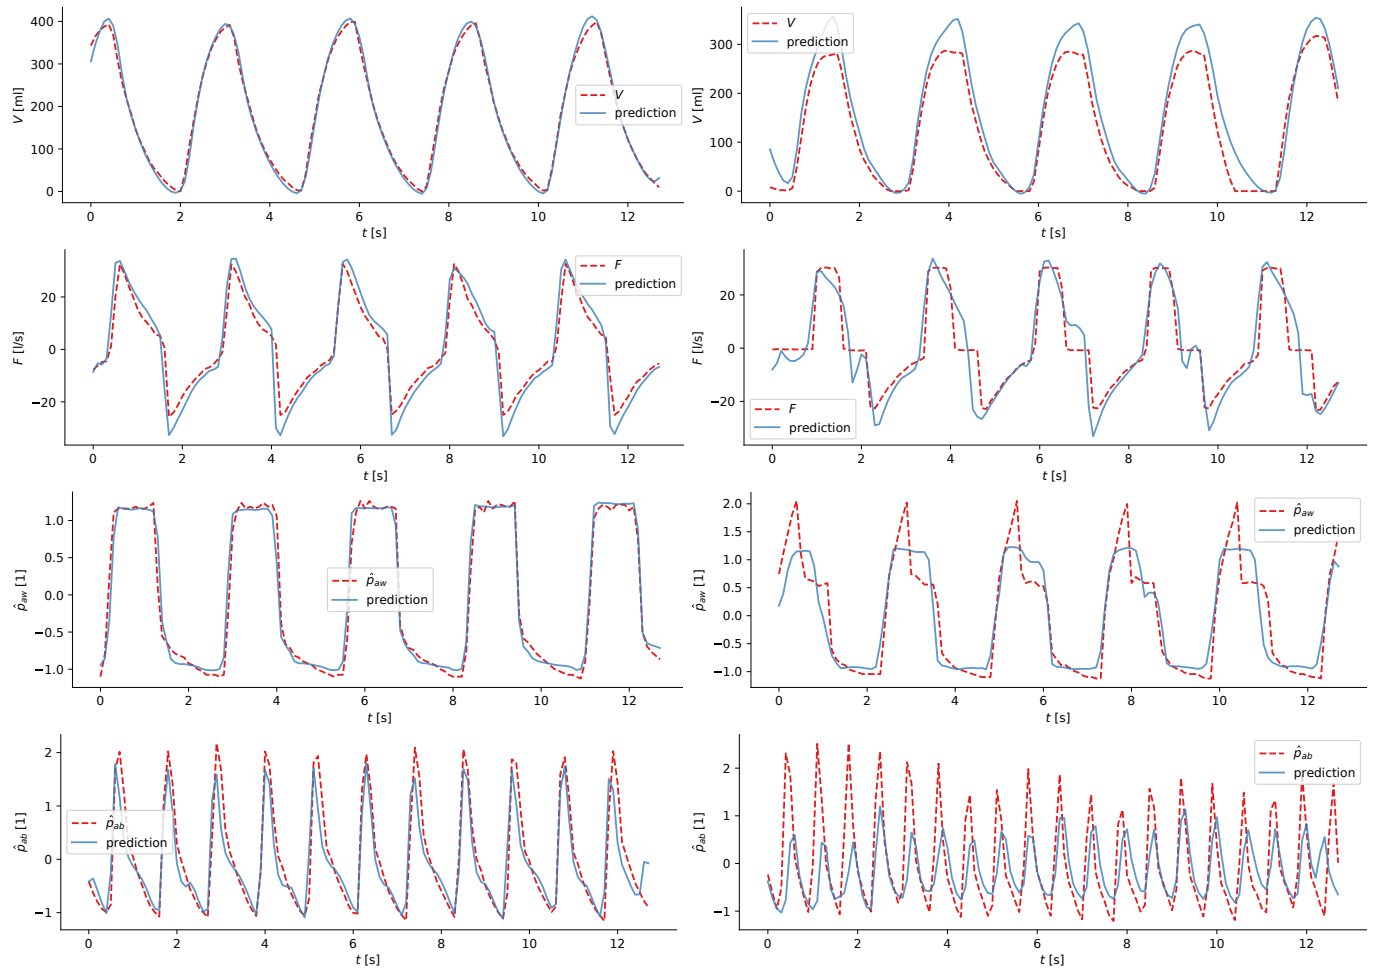 400
300
200
100
0
V [ml]
V
prediction
0 2 4 6 8 10 12
t [s]
300
200
100
0
V [ml]
V
prediction
0 2 4 6 8 10 12
t [s]
20
0
−20
F [l/s]
F
prediction
0 2 4 6 8 10 12
t [s]
20
0
−20
F [l/s]
F
prediction
0 2 4 6 8 10 12
t [s]
1.0
0.5
0.0
−0.5
−1.0
p̂aw [1]
p̂aw
prediction
0 2 4 6 8 10 12
t [s]
2.0
1.5
1.0
0.5
0.0
−0.5
−1.0
p̂aw [1]
p̂aw
prediction
0 2 4 6 8 10 12
t [s]
2
1
0
−1
p̂ab [1]
p̂ab
prediction
0 2 4 6 8 10 12
t [s]
2
1
0
−1
p̂ab [1]
p̂ab
prediction
0 2 4 6 8 10 12
t [s]